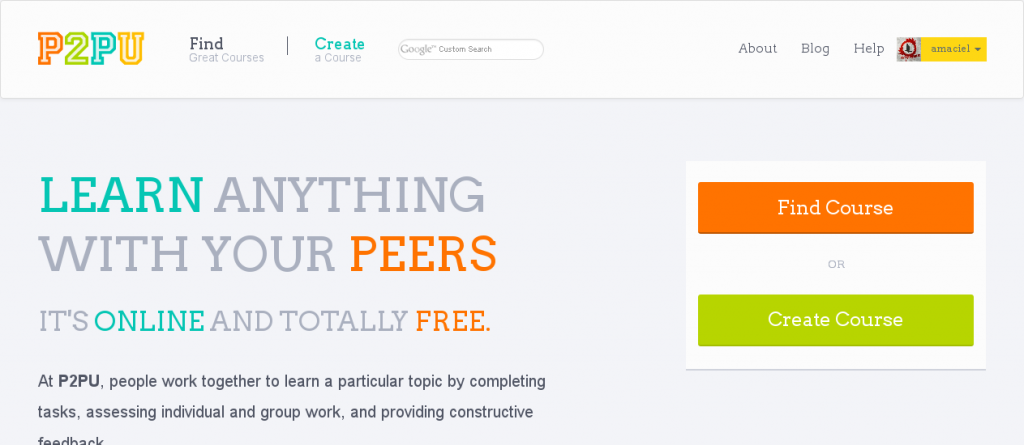 P2PU
Find
Great Courses
Create
a Course
Google™ Custom Search
About
Blog
Help
amaciel
LEARN ANYTHING
WITH YOUR PEERS
IT'S ONLINE AND TOTALLY FREE.
At P2PU, people work together to learn a particular topic by completing
tasks, assessing individual and group work, and providing constructive
feedback
Find Course
OR
Create Course